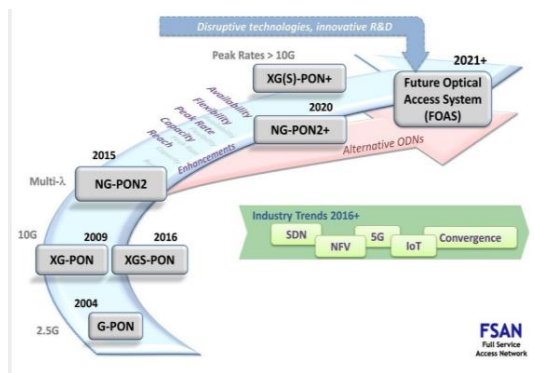 Disruptive technologies, innovative R&D
Peak Rates > 10G
2021+
XG(S)-PON+
Future Optical
Access System
(FOAS)
Availability
Flexibility
Peak Rate
Capacity
Reach
Enhancements
2020
NG-PON2+
Alternative ODNs
2015
Multi-λ
NG-PON2
Industry Trends 2016+
SDN
NFV
5G
IoT
Convergence
10G
2009
2016
XG-PON
XGS-PON
2004
G-PON
2.5G
FSAN
Full Service
Access Network